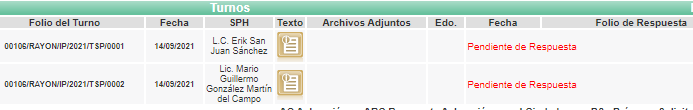 Turnos
Folio del Turno Fecha SPH Texto Archivos Adjuntos Edo. Fecha Folio de Respuesta
00106/RAYON/IP/2021/TSP/0001 14/09/2021 L.C. Erik San Juan Sánchez Pendiente de Respuesta
00106/RAYON/IP/2021/TSP/0002 14/09/2021 Lic. Mario Guillermo González Martín del Campo Pendiente de Respuesta